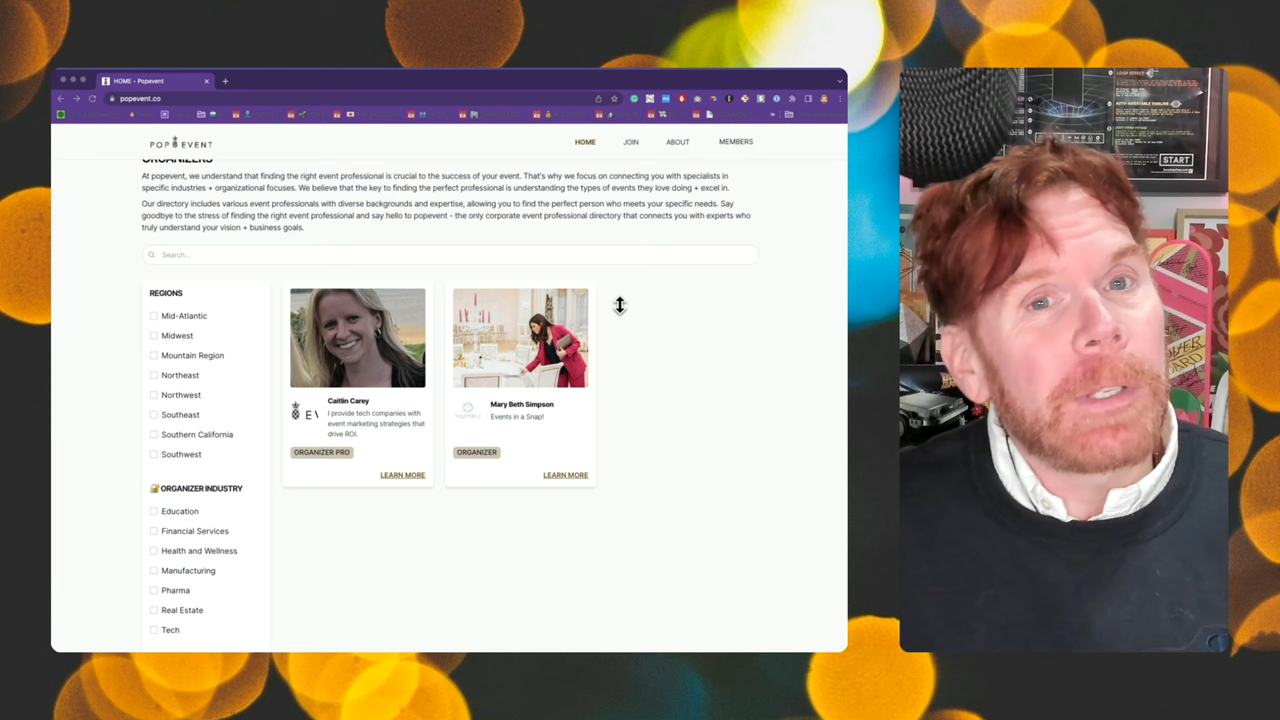 HOME › Popevent
popevent.co
POP EVENT
HOME
JOIN
ABOUT
MEMBERS
ORGANIZERS
At popevent, we understand that finding the right event professional is crucial to the success of your event. That's why we focus on connecting you with specialists in
specific industries + organizational focuses. We believe that the key to finding the perfect professional is understanding the types of events they love doing + excel in.
Our directory includes various event professionals with diverse backgrounds and expertise, allowing you to find the perfect person who meets your specific needs. Say
goodbye to the stress of finding the right event professional and say hello to popevent - the only corporate event professional directory that connects you with experts who
truly understand your vision + business goals.
Search...
REGIONS
Mid-Atlantic
Midwest
Mountain Region
Northeast
Northwest
Southeast
Southern California
Southwest
ORGANIZER INDUSTRY
Education
Financial Services
Health and Wellness
Manufacturing
Pharma
Real Estate
Tech
EV
Caitlin Carey
I provide tech companies with
event marketing strategies that
drive ROI.
ORGANIZER PRO
LEARN MORE
Mary Beth Simpson
Events in a Snap!
ORGANIZER
LEARN MORE
LOOP EFFECT
AUTO-ADJUSTABLE TIMELINE
START